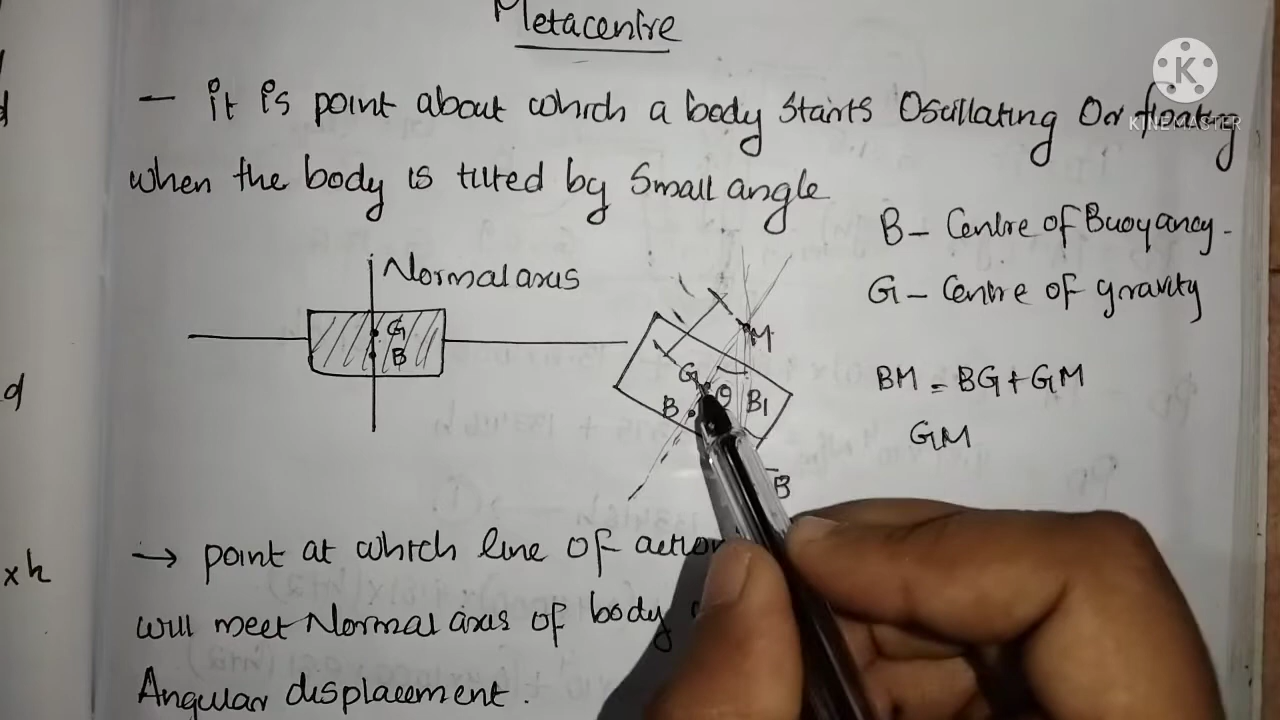 Metacentre
- it is point about which a body starts Oscillating Or floating
when the body is tilted by Small angle
B - Centre of Buoyancy -
G - Centre of gravity
Normal axis
G
B
M
G
θ
B
B1
B
BM = BG + GM
GM
→ point at which line of action
will meet Normal axis of body
Angular displacement.
d
d
x h
K
KINEMASTER